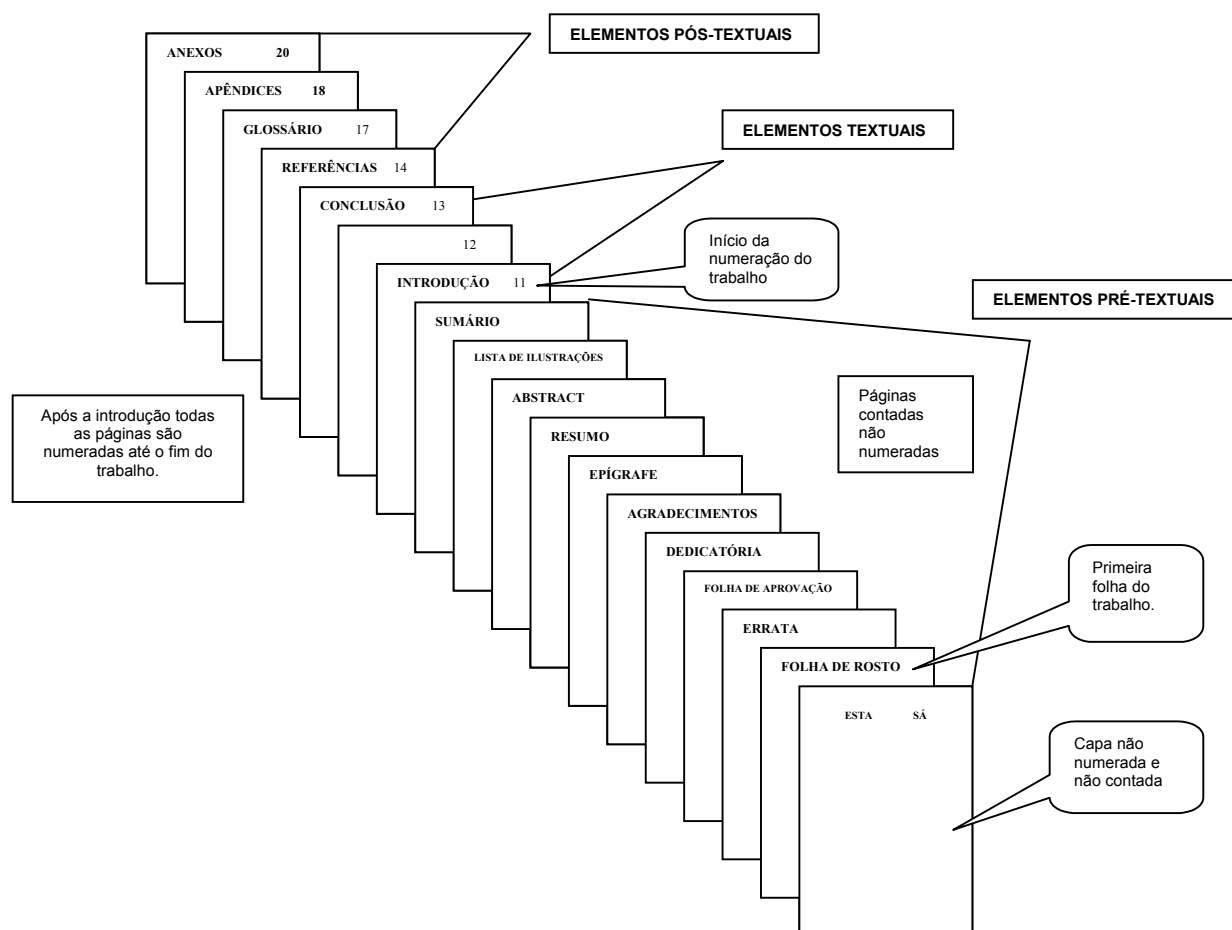 ELEMENTOS PÓS-TEXTUAIS
ANEXOS 20
APÊNDICES 18
GLOSSÁRIO 17
ELEMENTOS TEXTUAIS
REFERÊNCIAS 14
CONCLUSÃO 13
12
Início da
numeração do
trabalho
INTRODUÇÃO 11
ELEMENTOS PRÉ-TEXTUAIS
SUMÁRIO
LISTA DE ILUSTRAÇÕES
ABSTRACT
Páginas
contadas
não
numeradas
Após a introdução todas
as páginas são
numeradas até o fim do
trabalho.
RESUMO
EPÍGRAFE
AGRADECIMENTOS
DEDICATÓRIA
FOLHA DE APROVAÇÃO
Primeira
folha do
trabalho.
ERRATA
FOLHA DE ROSTO
ESTA SÁ
Capa não
numerada e
não contada